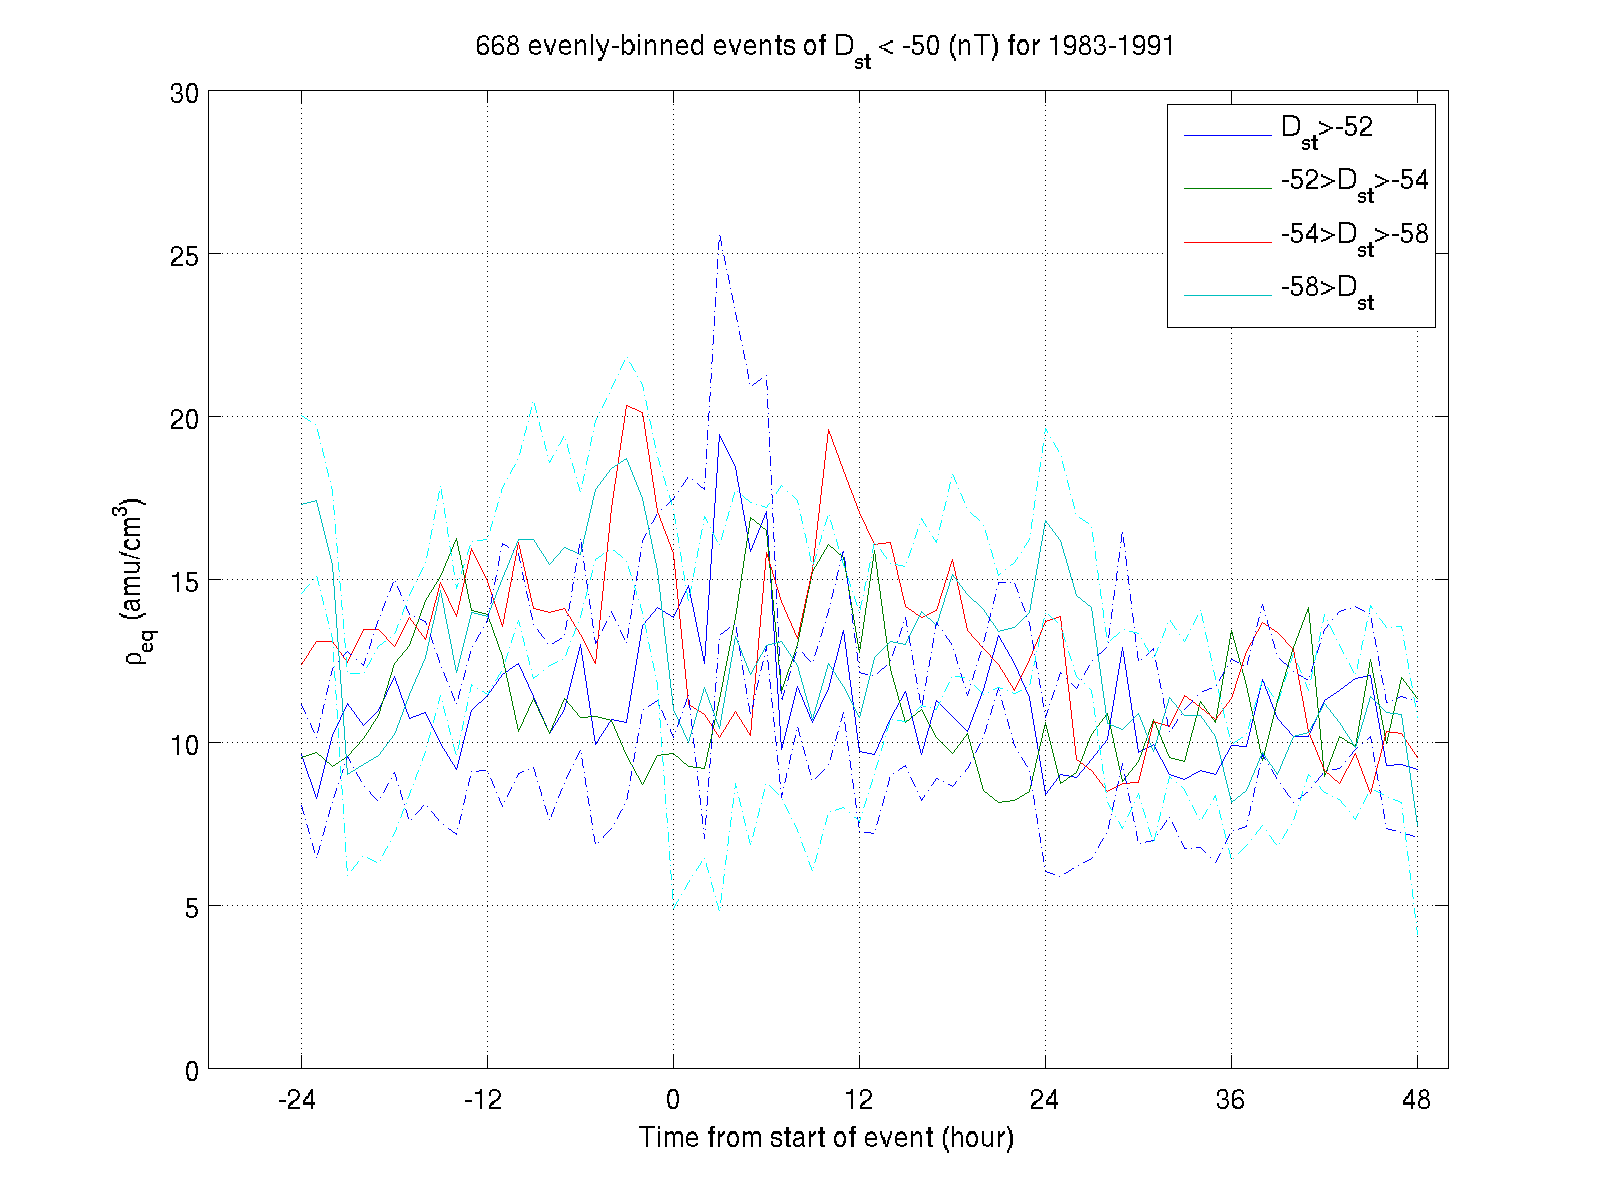 668 evenly-binned events of Dst < -50 (nT) for 1983-1991
30
25
20
15
10
5
0
ρeq (amu/cm³)
Dst>-52
-52>Dst>-54
-54>Dst>-58
-58>Dst
-24 -12 0 12 24 36 48
Time from start of event (hour)